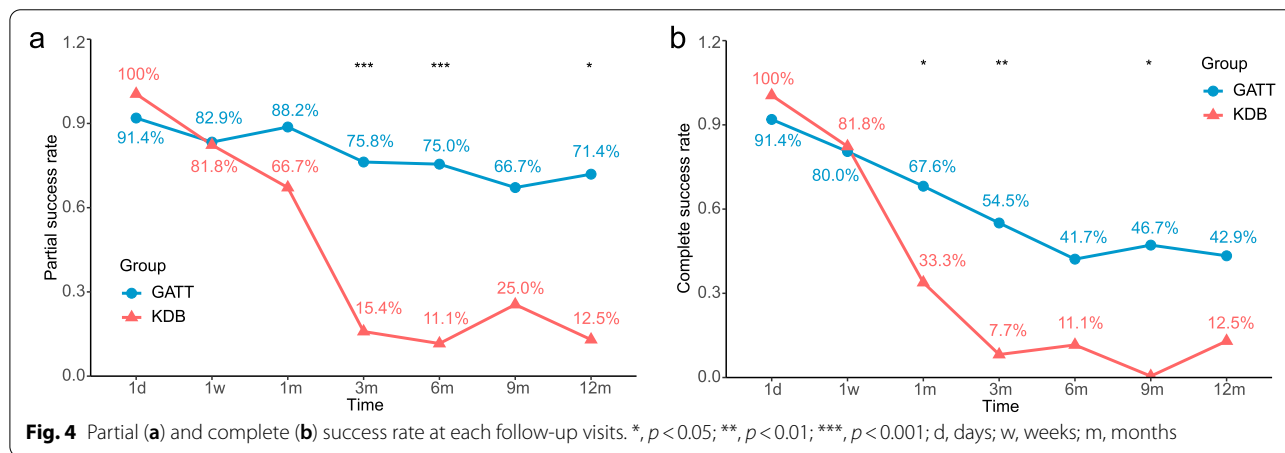 a
Partial success rate
1.2
0.9
0.6
0.3
0.0
*** *** *
100%
91.4%
82.9%
81.8%
88.2%
66.7%
75.8%
75.0%
66.7%
71.4%
15.4%
11.1%
25.0%
12.5%
Group
GATT
KDB
1d 1w 1m 3m 6m 9m 12m
Time
b
Complete success rate
1.2
0.9
0.6
0.3
0.0
* ** *
Group
GATT
KDB
100%
91.4%
81.8%
80.0%
67.6%
54.5%
41.7%
46.7%
42.9%
33.3%
7.7%
11.1%
12.5%
1d 1w 1m 3m 6m 9m 12m
Time
Fig. 4 Partial (a) and complete (b) success rate at each follow-up visits. *, p < 0.05; **, p < 0.01; ***, p < 0.001; d, days; w, weeks; m, months